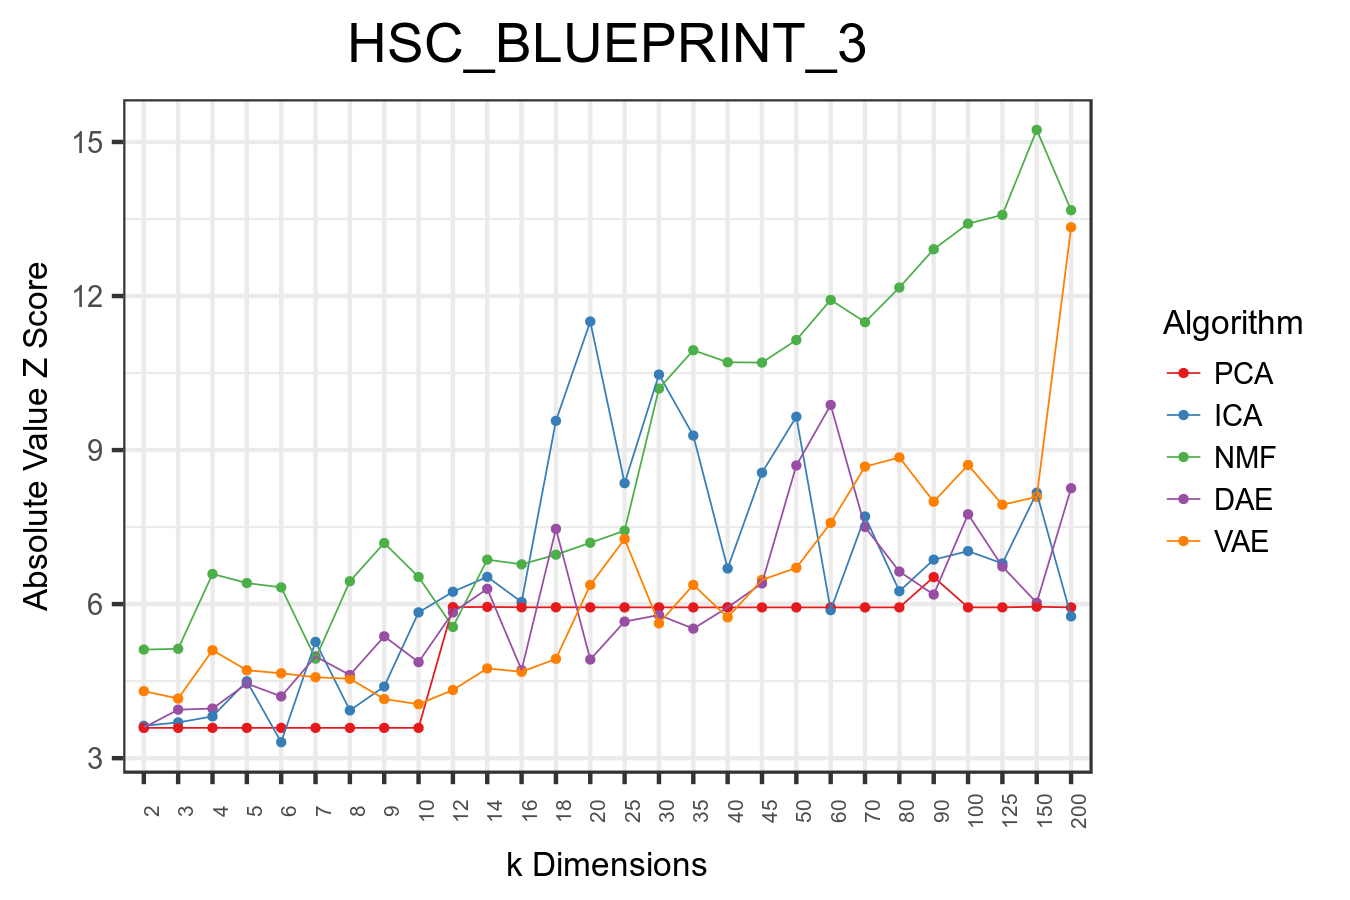 HSC_BLUEPRINT_3
Absolute Value Z Score
15
12
9
6
3
2 3 4 5 6 7 8 9 10 12 14 16 18 20 25 30 35 40 45 50 60 70 80 90 100 125 150 200
k Dimensions
Algorithm
PCA
ICA
NMF
DAE
VAE